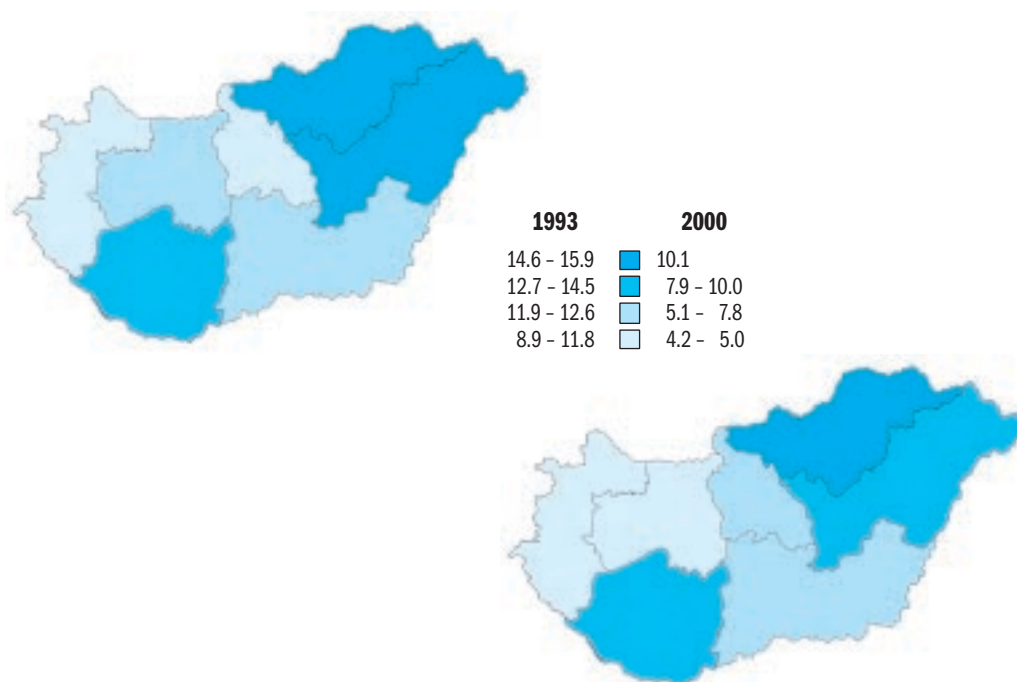 1993 2000
14.6 – 15.9 10.1
12.7 – 14.5 7.9 – 10.0
11.9 – 12.6 5.1 – 7.8
8.9 – 11.8 4.2 – 5.0